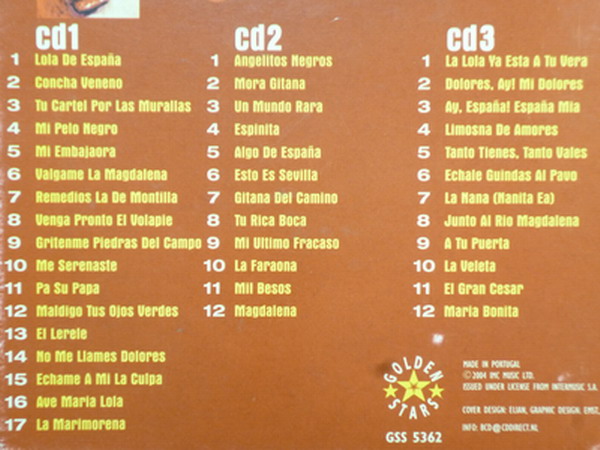 cd1
1 Lola De España
2 Concha Veneno
3 Tu Cartel Por Las Murallas
4 Mi Pelo Negro
5 Mi Embajaora
6 Valgame La Magdalena
7 Remedios La De Montilla
8 Venga Pronto El Volapie
9 Gritenme Piedras Del Campo
10 Me Serenaste
11 Pa Su Papa
12 Maldigo Tus Ojos Verdes
13 El Lerele
14 No Me Llames Dolores
15 Echame A Mi La Culpa
16 Ave Maria Lola
17 La Marimorena
cd2
1 Angelitos Negros
2 Mora Gitana
3 Un Mundo Rara
4 Espinita
5 Algo De España
6 Esto Es Sevilla
7 Gitana Del Camino
8 Tu Rica Boca
9 Mi Ultimo Fracaso
10 La Faraona
11 Mil Besos
12 Magdalena
cd3
1 La Lola Ya Esta A Tu Vera
2 Dolores, Ay! Mi Dolores
3 Ay, España! España Mia
4 Limosna De Amores
5 Tanto Tienes, Tanto Vales
6 Echale Guindas Al Pavo
7 La Nana (Nanita Ea)
8 Junto Al Rio Magdalena
9 A Tu Puerta
10 La Veleta
11 El Gran Cesar
12 Maria Bonita
GOLDEN
STARS
GSS 5362
MADE IN PORTUGAL
© 2004 IMC MUSIC LTD.
ISSUED UNDER LICENSE FROM INTERMUSIC S.A.
COVER DESIGN: ELIAN, GRAPHIC DESIGN: ERNST,
INFO: BCD@CDDIRECT.NL